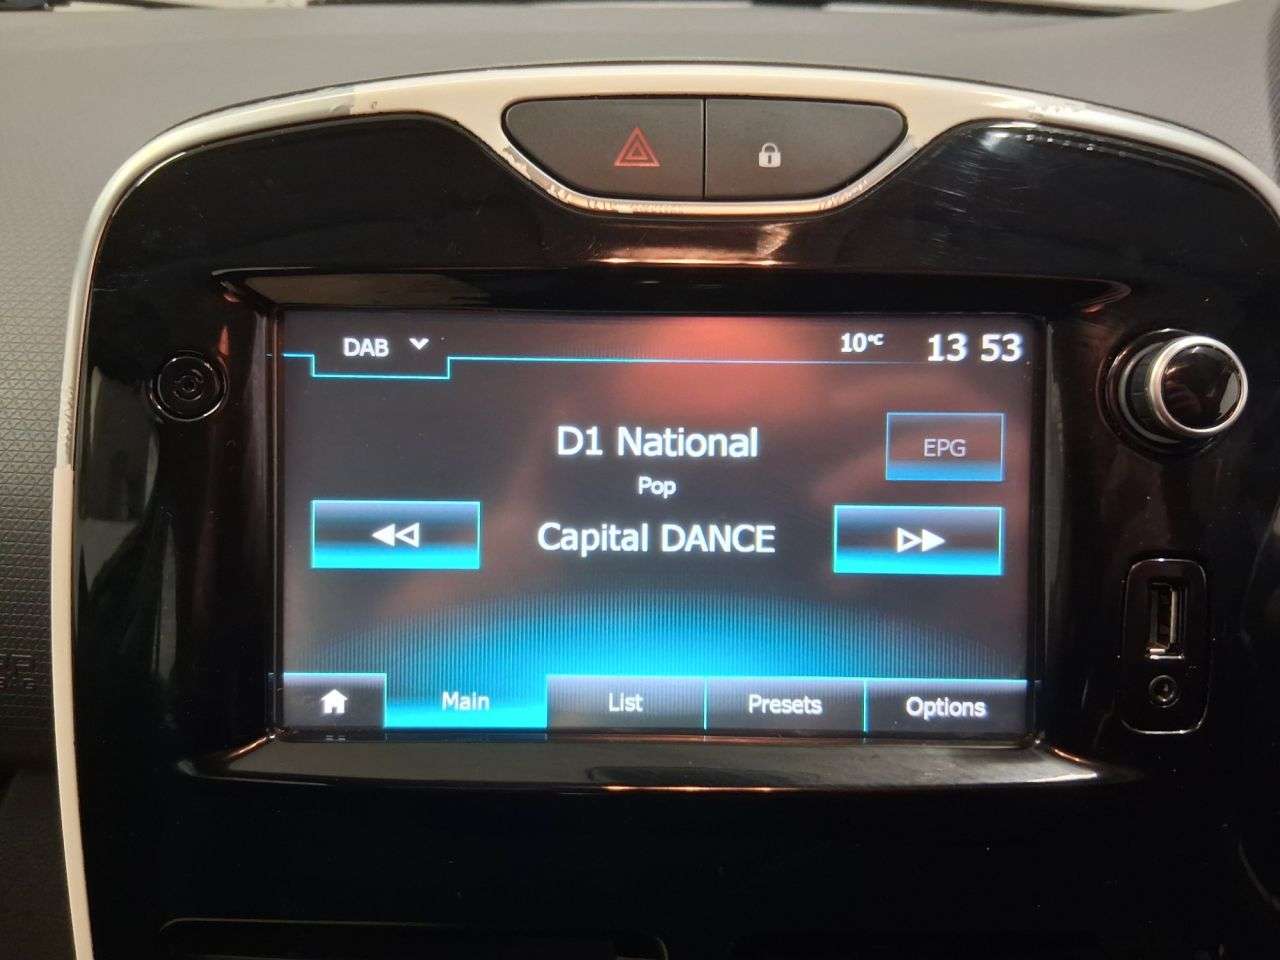 DAB 10°C 13 53
D1 National
EPG
Pop
Capital DANCE
Main List Presets Options